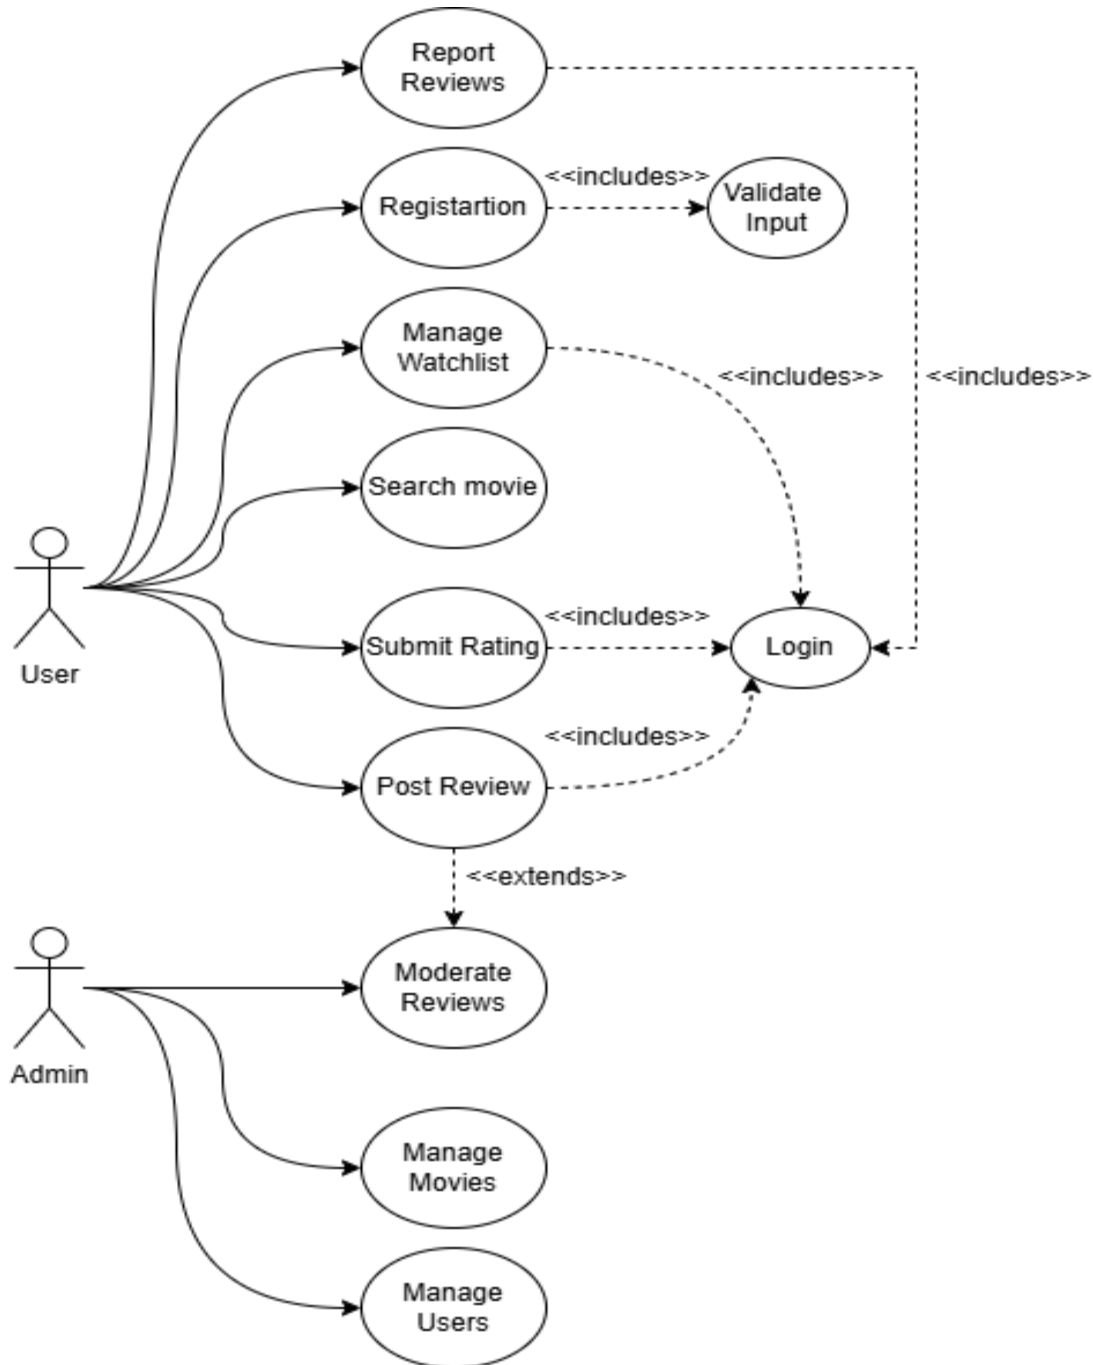 Report
Reviews
<<includes>>
Registartion
Validate
Input
Manage
Watchlist
<<includes>>
<<includes>>
Search movie
<<includes>>
Submit Rating
Login
User
<<includes>>
Post Review
<<extends>>
Moderate
Reviews
Admin
Manage
Movies
Manage
Users